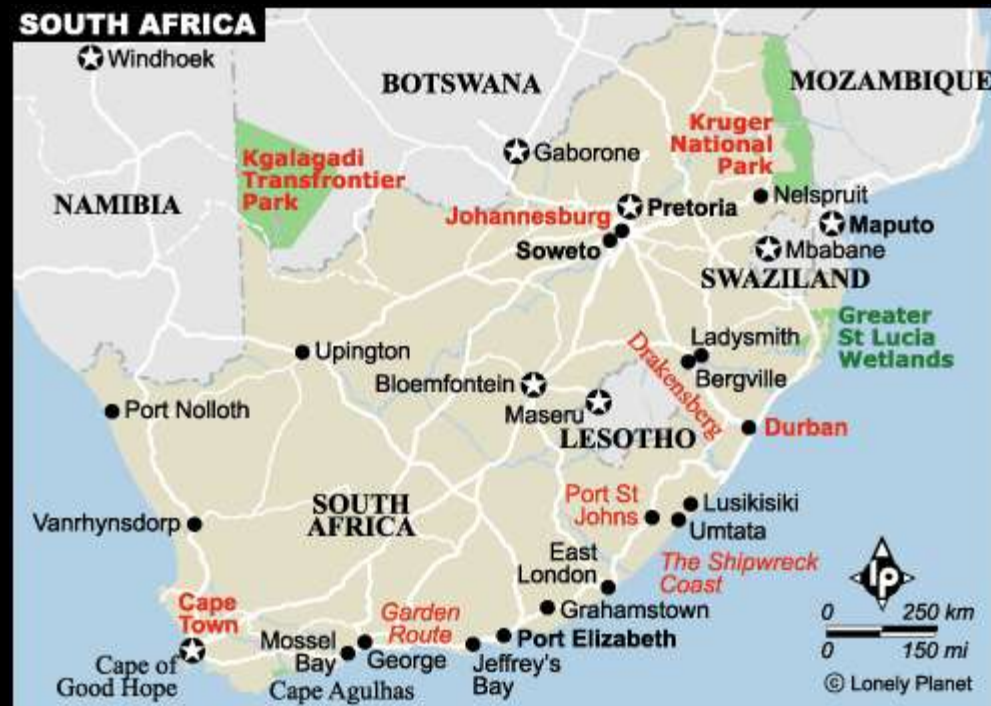 SOUTH AFRICA
Windhoek
BOTSWANA
MOZAMBIQUE
Kruger
National
Park
Gaborone
Kgalagadi
Transfrontier
Park
NAMIBIA
Nelspruit
Johannesburg
Pretoria
Maputo
Soweto
Mbabane
SWAZILAND
Greater
St Lucia
Wetlands
Ladysmith
Upington
Drakensberg
Bergville
Bloemfontein
Maseru
Port Nolloth
LESOTHO
Durban
SOUTH
AFRICA
Port St
Johns
Lusikisiki
Umtata
Vanrhynsdorp
East
London
The Shipwreck
Coast
lp
Cape
Town
Garden
Route
Grahamstown
0 250 km
0 150 mi
Port Elizabeth
Mossel
Bay
George
Jeffrey's
Bay
Cape of
Good Hope
Cape Agulhas
© Lonely Planet